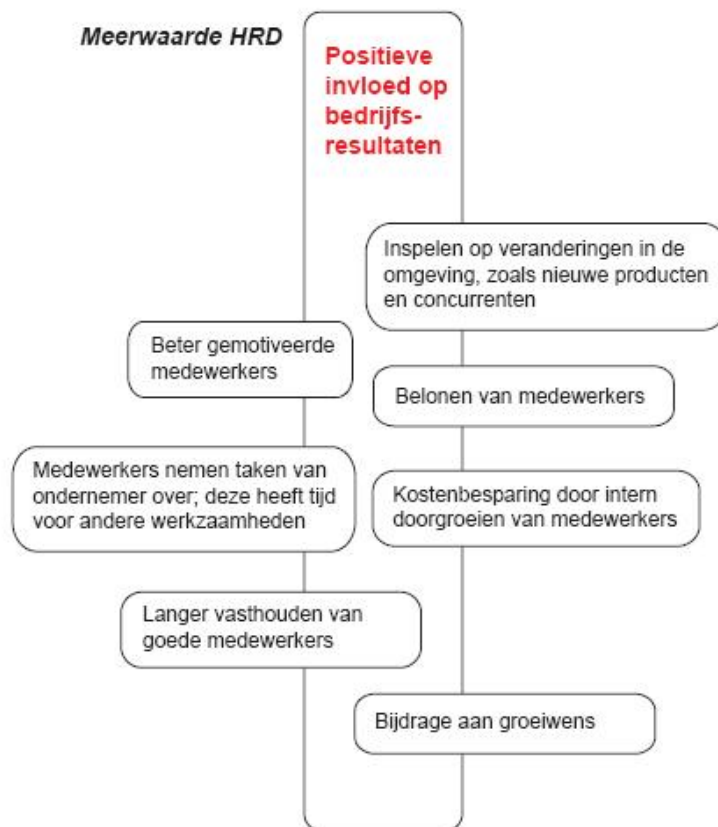 Meerwaarde HRD
Positieve
invloed op
bedrijfs-
resultaten
Inspelen op veranderingen in de
omgeving, zoals nieuwe producten
en concurrenten
Beter gemotiveerde
medewerkers
Belonen van medewerkers
Medewerkers nemen taken van
ondernemer over; deze heeft tijd
voor andere werkzaamheden
Kostenbesparing door intern
doorgroeien van medewerkers
Langer vasthouden van
goede medewerkers
Bijdrage aan groeiwens